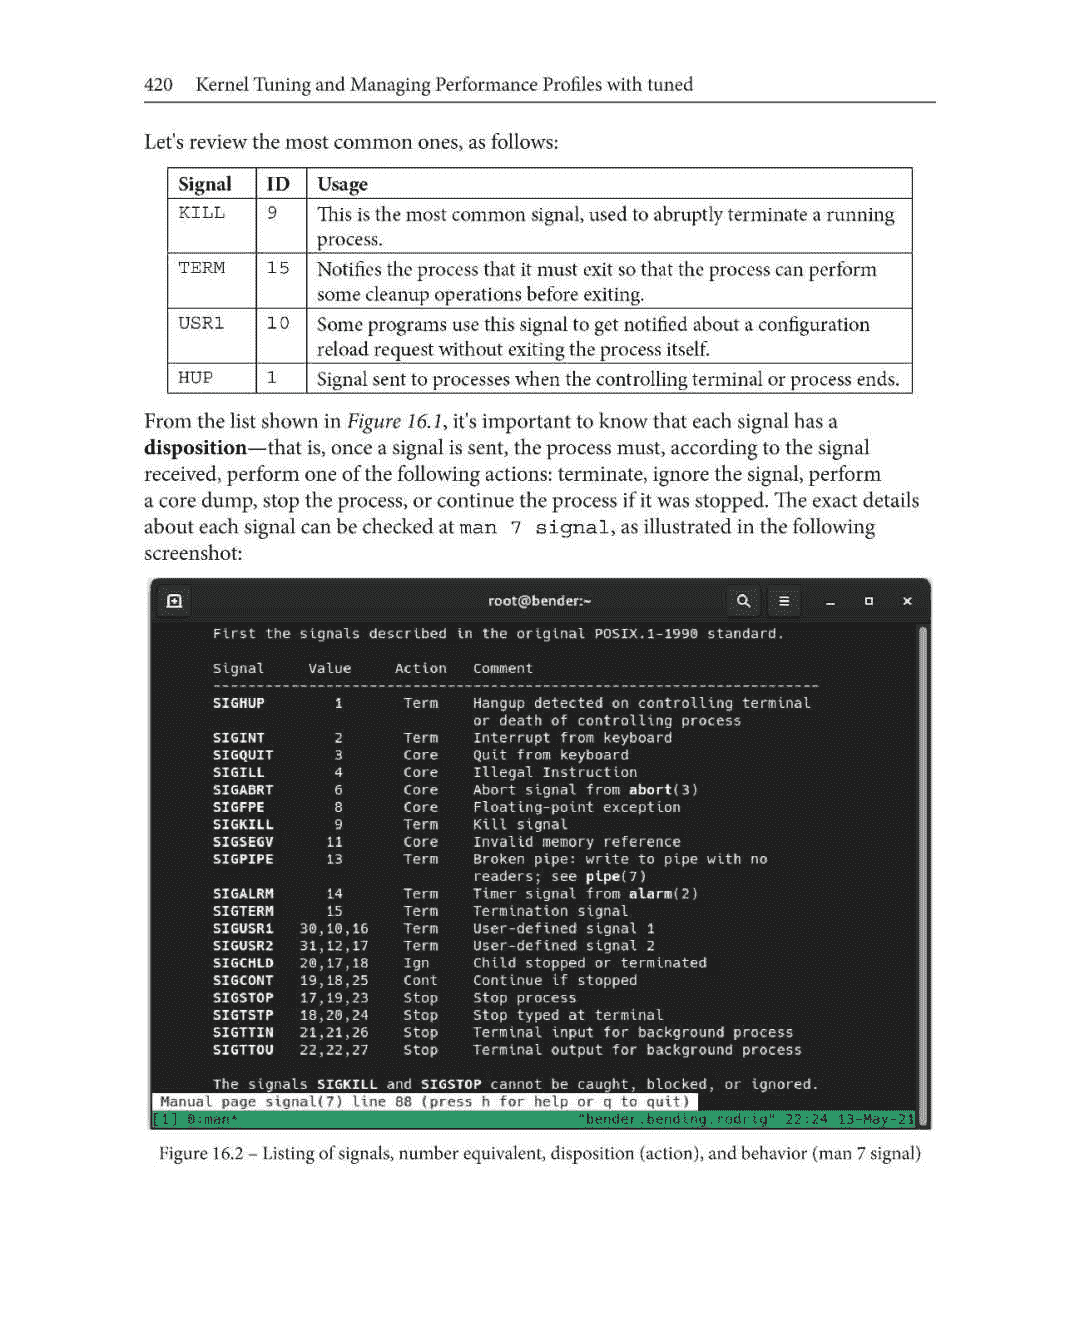 420 Kernel Tuning and Managing Performance Profiles with tuned
Let's review the most common ones, as follows:
Signal ID Usage
KILL 9 This is the most common signal, used to abruptly terminate a running
process.
TERM 15 Notifies the process that it must exit so that the process can perform
some cleanup operations before exiting.
USR1 10 Some programs use this signal to get notified about a configuration
reload request without exiting the process itself.
HUP 1 Signal sent to processes when the controlling terminal or process ends.
From the list shown in Figure 16.1, it's important to know that each signal has a
disposition—that is, once a signal is sent, the process must, according to the signal
received, perform one of the following actions: terminate, ignore the signal, perform
a core dump, stop the process, or continue the process if it was stopped. The exact details
about each signal can be checked at man 7 signal, as illustrated in the following
screenshot:
root@bender:~
First the signals described in the original POSIX.1-1990 standard.
Signal Value Action Comment
----------------------------------------------------------------------
SIGHUP 1 Term Hangup detected on controlling terminal
or death of controlling process
SIGINT 2 Term Interrupt from keyboard
SIGQUIT 3 Core Quit from keyboard
SIGILL 4 Core Illegal Instruction
SIGABRT 6 Core Abort signal from abort(3)
SIGFPE 8 Core Floating-point exception
SIGKILL 9 Term Kill signal
SIGSEGV 11 Core Invalid memory reference
SIGPIPE 13 Term Broken pipe: write to pipe with no
readers; see pipe(7)
SIGALRM 14 Term Timer signal from alarm(2)
SIGTERM 15 Term Termination signal
SIGUSR1 30,10,16 Term User-defined signal 1
SIGUSR2 31,12,17 Term User-defined signal 2
SIGCHLD 20,17,18 Ign Child stopped or terminated
SIGCONT 19,18,25 Cont Continue if stopped
SIGSTOP 17,19,23 Stop Stop process
SIGTSTP 18,20,24 Stop Stop typed at terminal
SIGTTIN 21,21,26 Stop Terminal input for background process
SIGTTOU 22,22,27 Stop Terminal output for background process
The signals SIGKILL and SIGSTOP cannot be caught, blocked, or ignored.
Manual page signal(7) line 88 (press h for help or q to quit)
[1] 0:man* "bender.bending.rodrig" 22:24 13-May-21
Figure 16.2 – Listing of signals, number equivalent, disposition (action), and behavior (man 7 signal)